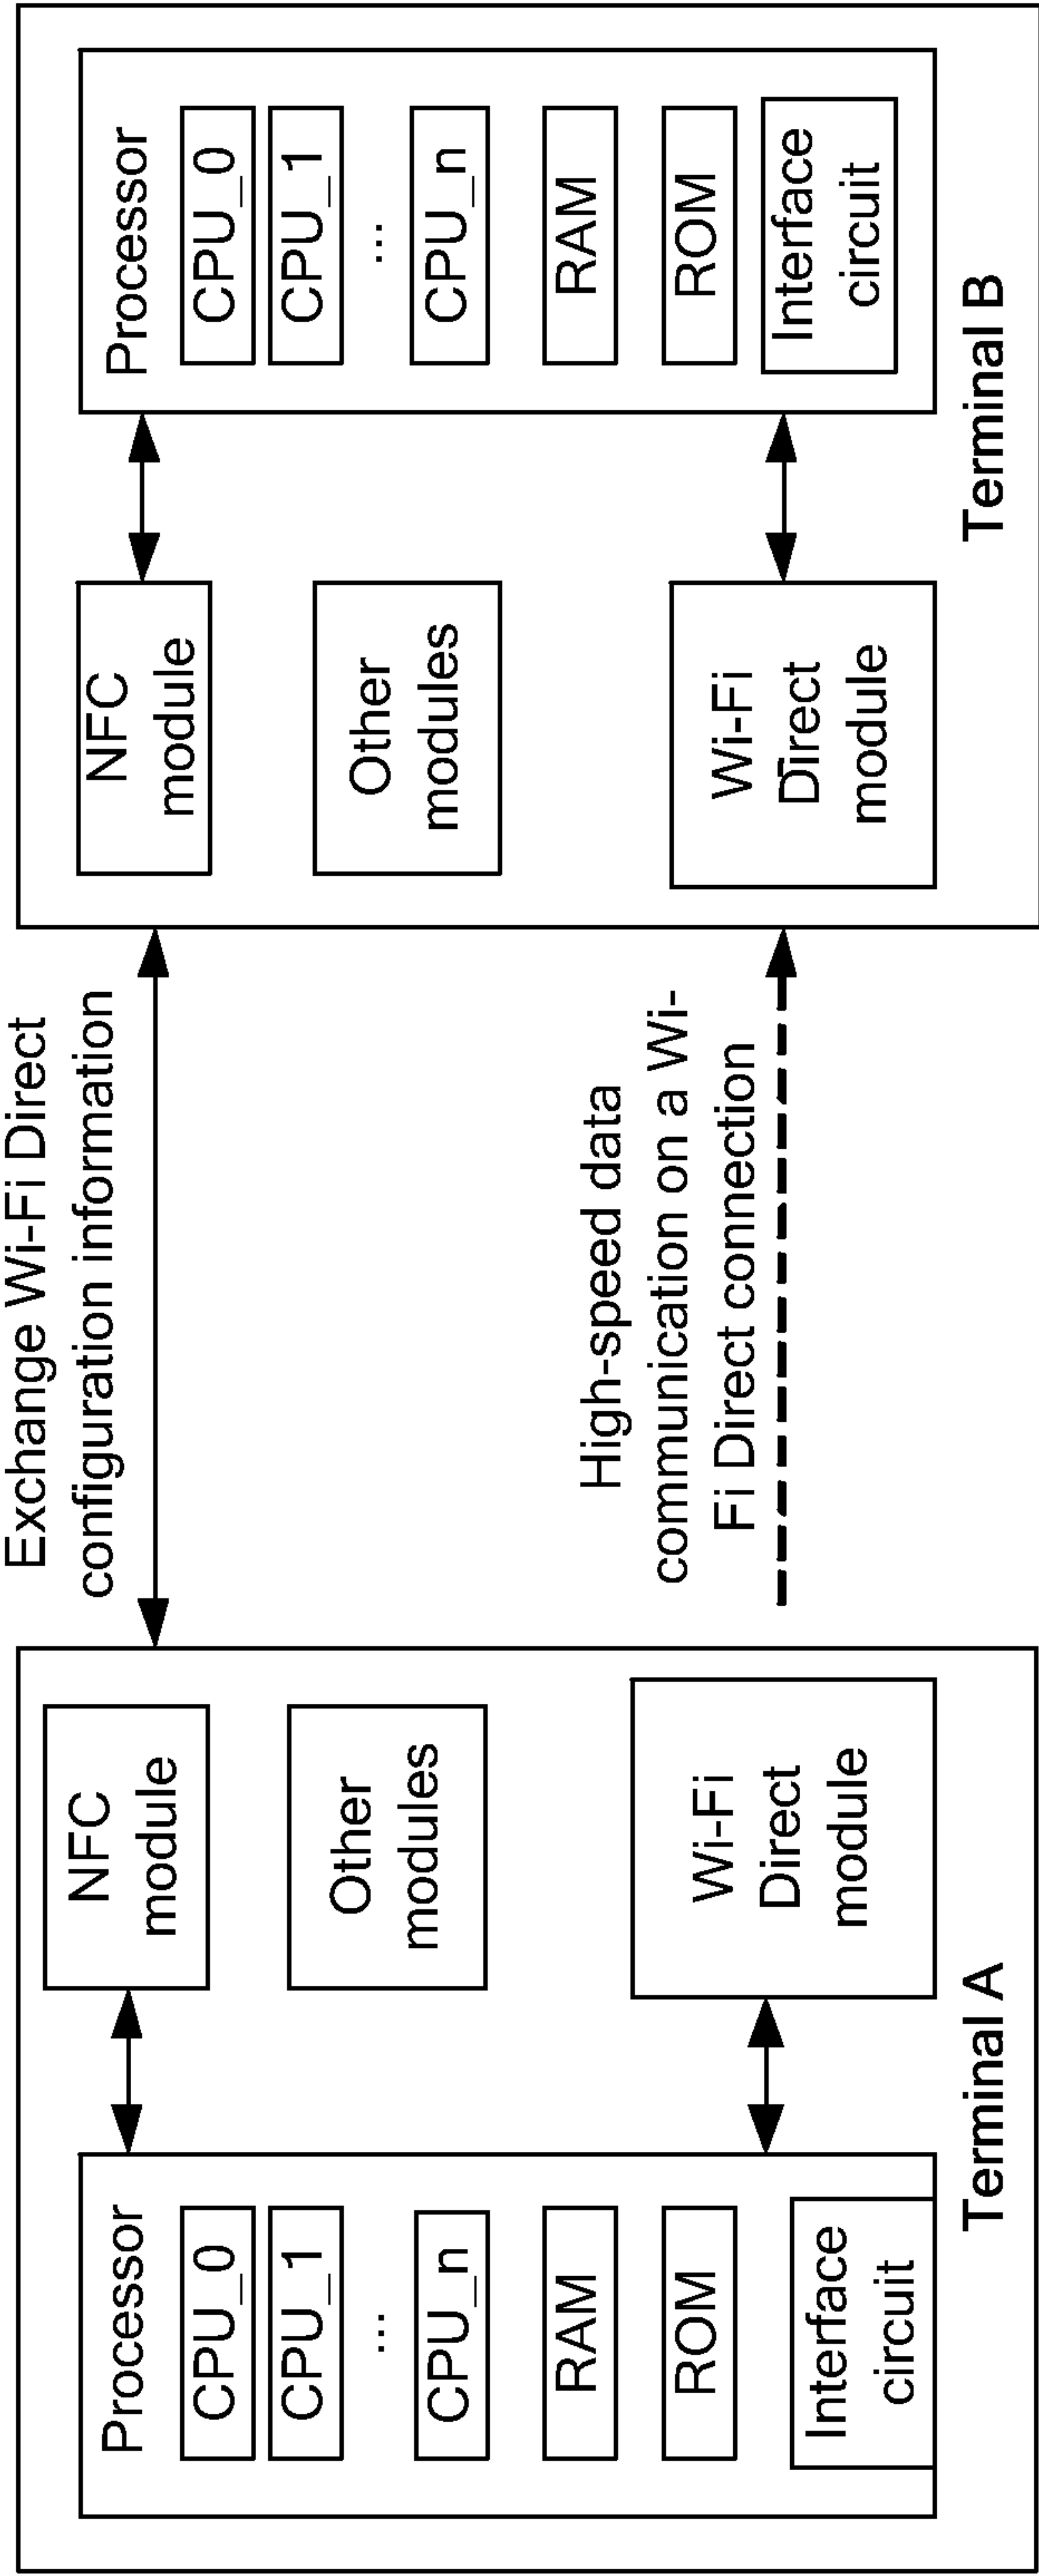 Processor
CPU_0
CPU_1
...
CPU_n
RAM
ROM
Interface
circuit
NFC
module
Other
modules
Wi-Fi
Direct
module
Terminal A
Exchange Wi-Fi Direct
configuration information
High-speed data
communication on a Wi-
Fi Direct connection
NFC
module
Other
modules
Wi-Fi
Direct
module
Processor
CPU_0
CPU_1
...
CPU_n
RAM
ROM
Interface
circuit
Terminal B